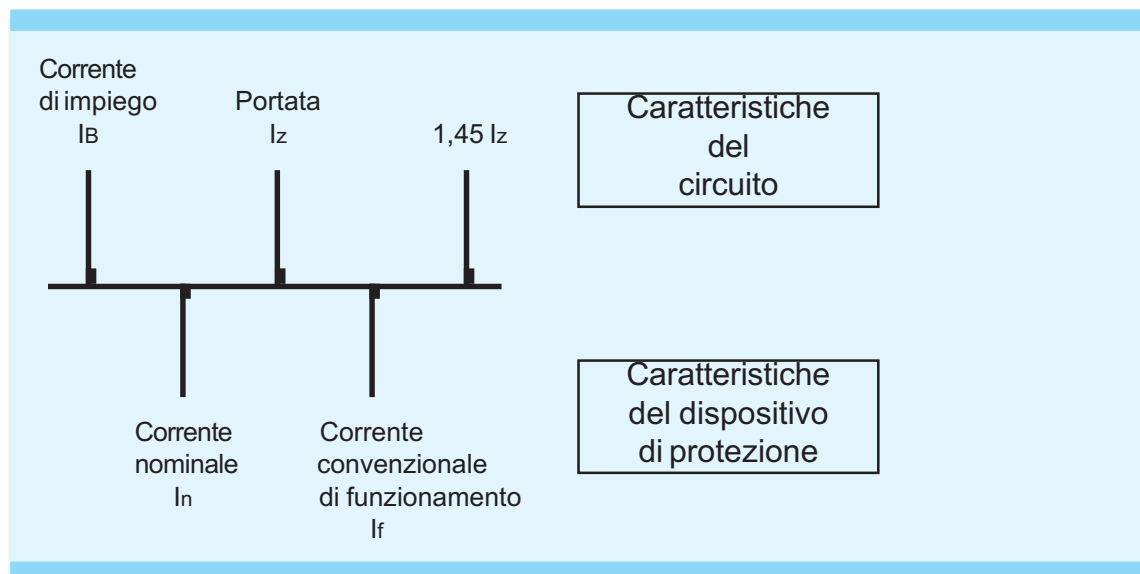 Corrente
di impiego
IB
Portata
Iz
1,45 Iz
Caratteristiche
del
circuito
Corrente
nominale
In
Corrente
convenzionale
di funzionamento
If
Caratteristiche
del dispositivo
di protezione